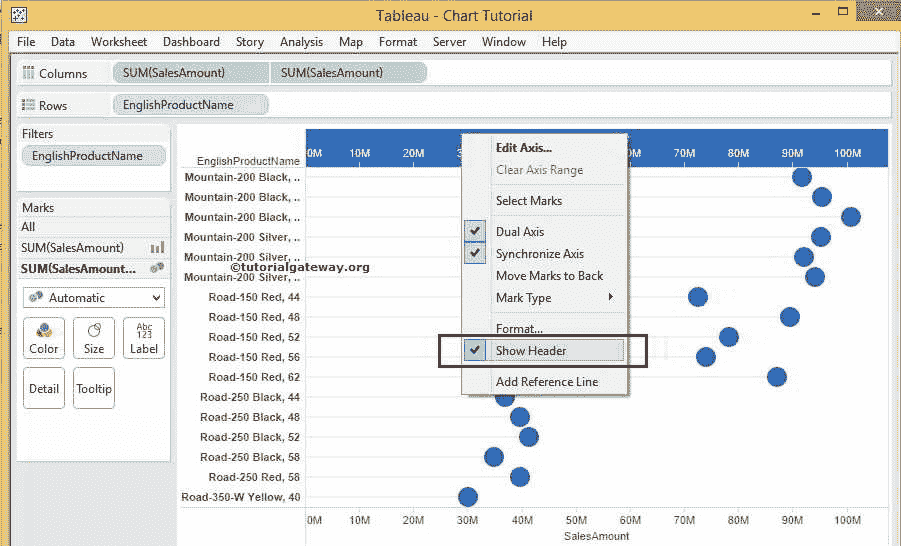 Tableau - Chart Tutorial
File Data Worksheet Dashboard Story Analysis Map Format Server Window Help
Columns SUM(SalesAmount) SUM(SalesAmount)
Rows EnglishProductName
Filters
EnglishProductName
Marks
All
SUM(SalesAmount)
SUM(SalesAmount...
Automatic
Color Size Abc 123 Label
Detail Tooltip
0M 10M 20M 70M 80M 90M 100M
EnglishProductName
Mountain-200 Black, ..
Mountain-200 Black, ..
Mountain-200 Black, ..
Mountain-200 Silver, ..
Mountain-200 Silver, ..
©tutorialgateway.org
Mountain-200 Silver, ..
Road-150 Red, 44
Road-150 Red, 48
Road-150 Red, 52
Road-150 Red, 56
Road-150 Red, 62
Road-250 Black, 44
Road-250 Black, 48
Road-250 Black, 52
Road-250 Black, 58
Road-250 Red, 58
Road-350-W Yellow, 40
Edit Axis...
Clear Axis Range
Select Marks
Dual Axis
Synchronize Axis
Move Marks to Back
Mark Type
Format...
Show Header
Add Reference Line
0M 10M 20M 30M 40M 50M 60M 70M 80M 90M 100M
SalesAmount